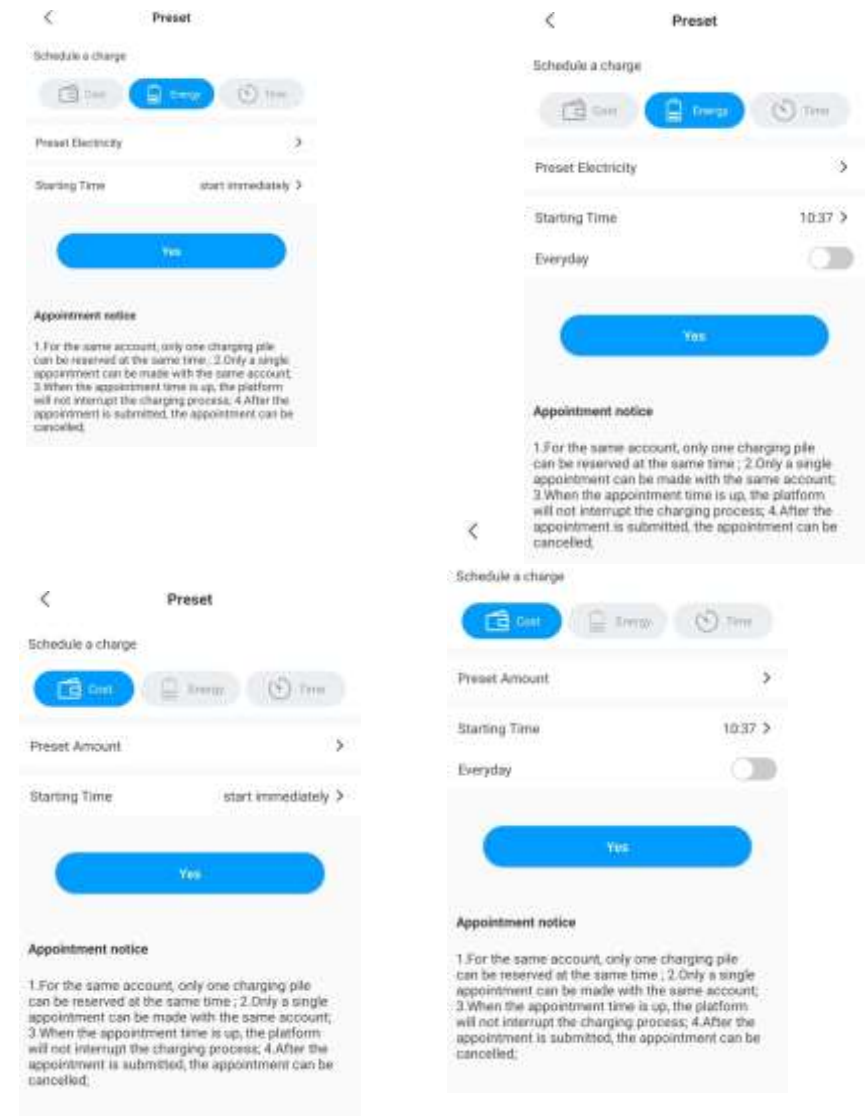 Preset
Schedule a charge
Cost
Energy
Time
Preset Electricity
Starting Time start immediately
Yes
Appointment notice
1.For the same account, only one charging pile
can be reserved at the same time ; 2.Only a single
appointment can be made with the same account;
3.When the appointment time is up, the platform
will not interrupt the charging process; 4.After the
appointment is submitted, the appointment can be
cancelled;
Preset
Schedule a charge
Cost
Energy
Time
Preset Electricity
Starting Time 10:37
Everyday
Yes
Appointment notice
1.For the same account, only one charging pile
can be reserved at the same time ; 2.Only a single
appointment can be made with the same account;
3.When the appointment time is up, the platform
will not interrupt the charging process; 4.After the
appointment is submitted, the appointment can be
cancelled;
Preset
Schedule a charge
Cost
Energy
Time
Preset Amount
Starting Time start immediately
Yes
Appointment notice
1.For the same account, only one charging pile
can be reserved at the same time ; 2.Only a single
appointment can be made with the same account;
3.When the appointment time is up, the platform
will not interrupt the charging process; 4.After the
appointment is submitted, the appointment can be
cancelled;
Schedule a charge
Cost
Energy
Time
Preset Amount
Starting Time 10:37
Everyday
Yes
Appointment notice
1.For the same account, only one charging pile
can be reserved at the same time ; 2.Only a single
appointment can be made with the same account;
3.When the appointment time is up, the platform
will not interrupt the charging process; 4.After the
appointment is submitted, the appointment can be
cancelled;